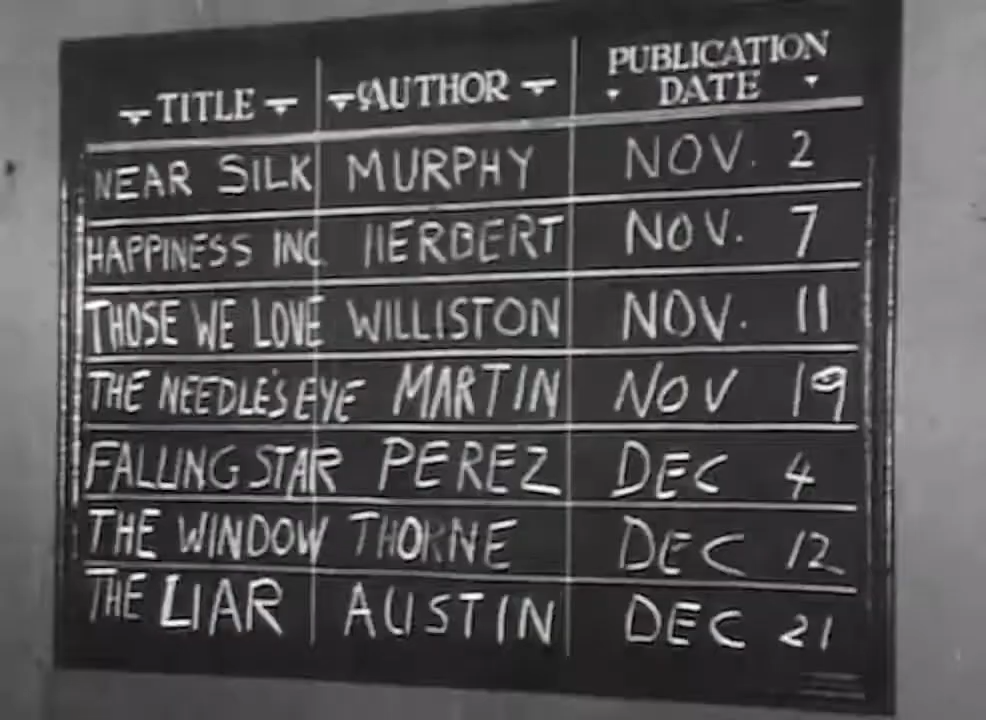 TITLE AUTHOR PUBLICATION DATE
NEAR SILK MURPHY NOV. 2
HAPPINESS INC HERBERT NOV. 7
THOSE WE LOVE WILLISTON NOV. 11
THE NEEDLE'S EYE MARTIN NOV 19
FALLING STAR PEREZ DEC 4
THE WINDOW THORNE DEC 12
THE LIAR AUSTIN DEC 21